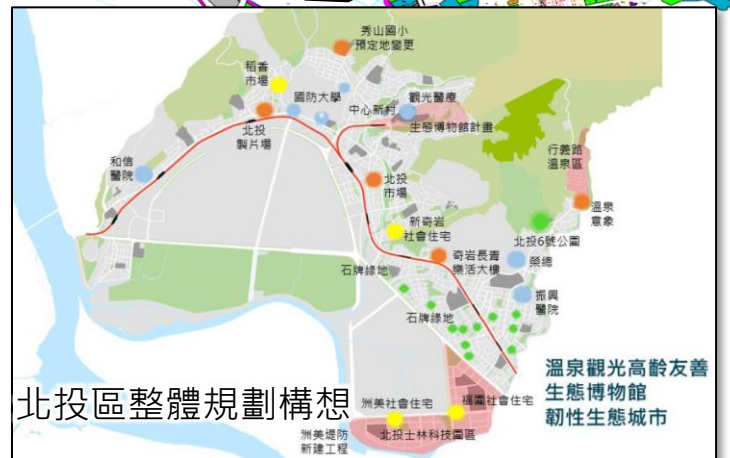 秀山國小
預定地變更
稻香
市場
國防大學
觀光醫療
中心新村
生態博物館計畫
北投
製片場
行義路
溫泉區
和信
醫院
北投
市場
溫泉
意象
新奇岩
社會住宅
北投6號公園
奇岩長青
樂活大樓
榮總
石牌綠地
振興
醫院
石牌綠地
溫泉觀光高齡友善
生態博物館
韌性生態城市
北投區整體規劃構想
洲美社會住宅
福國社會住宅
洲美堤防
新建工程
北投士林科技園區